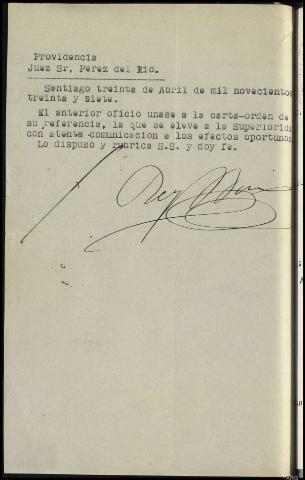 Providencia
Juez Sr, Perez del Rio.
Santiago treinta de Abril de mil novecientos
treinta y siete.
El anterior oficio unase a la carta-orden de
su referencia, la que se eleve a la Superiorida
con atenta comunicacion a los efectos oportunos
Lo dispuso y rubrica S.S. y doy fe.